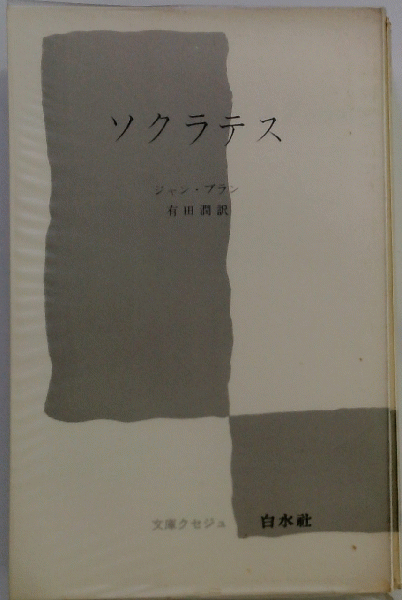 ソクラテス
ジャン・ブラン
有田潤訳
文庫クセジュ 白水社